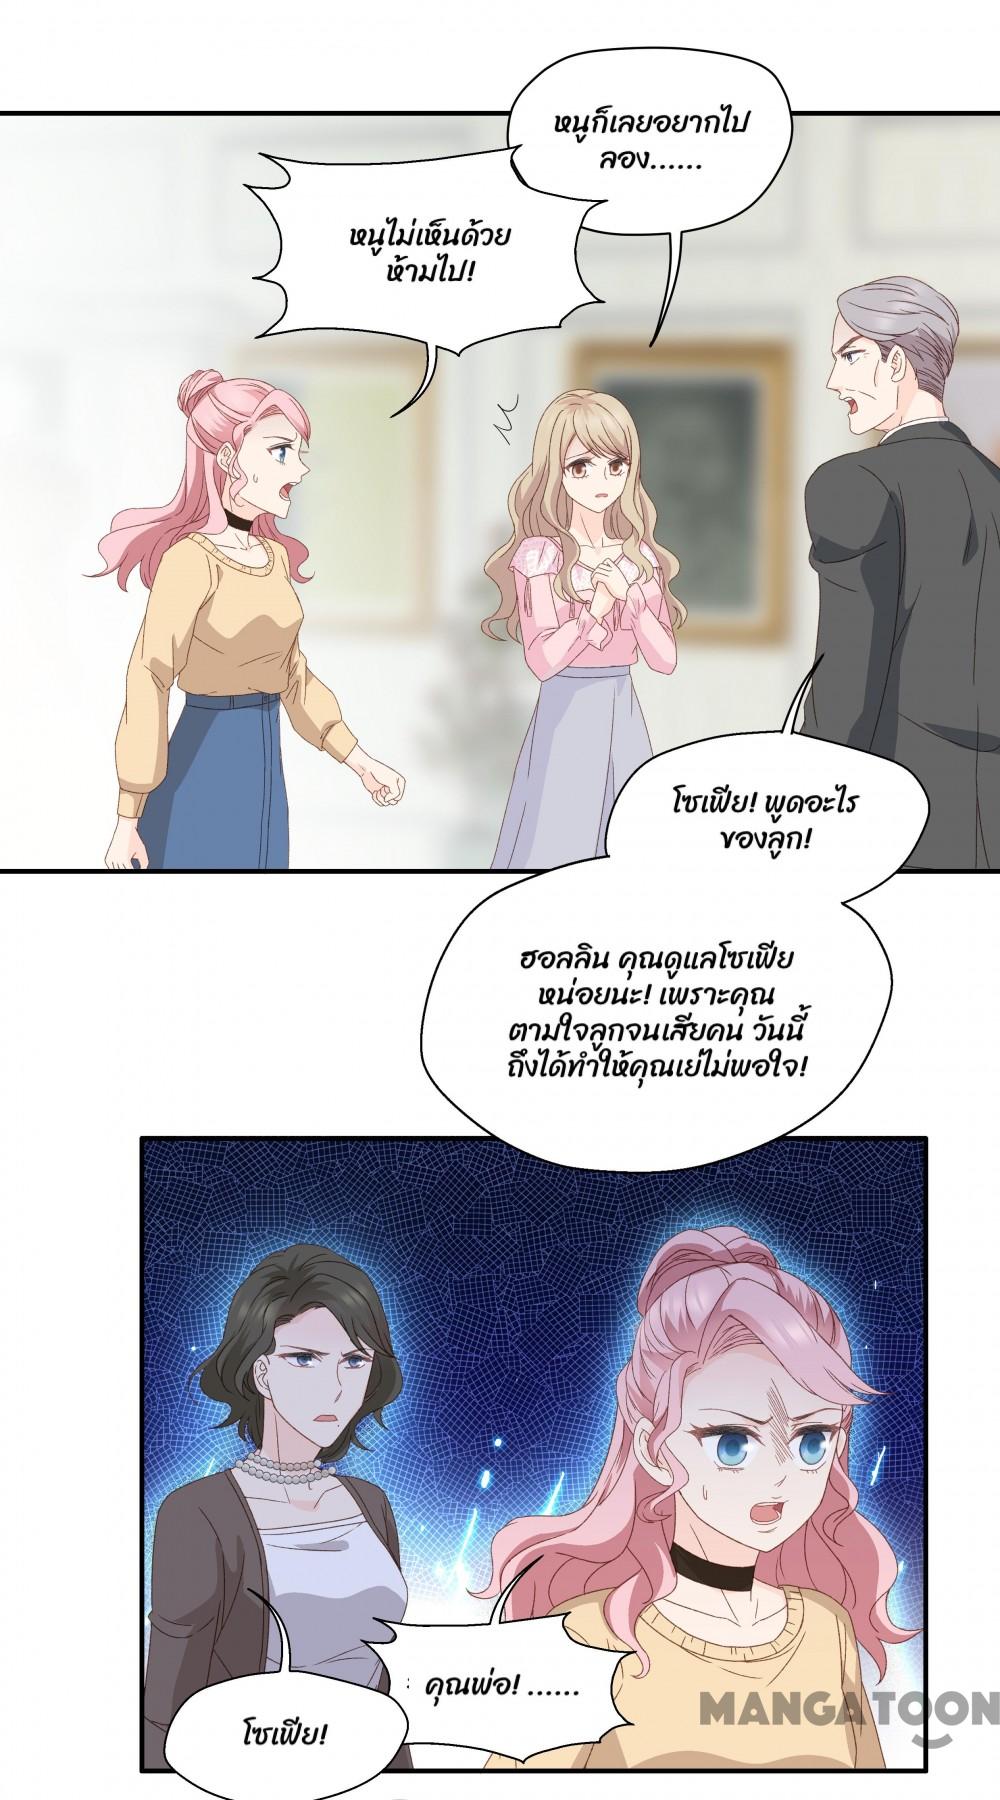 หนูก็เลยอยากไป
ลอง......
หนูไม่เห็นด้วย
ห้ามไป!
โซเฟีย! พูดอะไร
ของลูก!
ฮอลลิน คุณดูแลโซเฟีย
หน่อยนะ! เพราะคุณ
ตามใจลูกจนเสียคน วันนี้
ถึงได้ทำให้คุณเย่ไม่พอใจ!
คุณพ่อ! ......
โซเฟีย!
MANGATOON